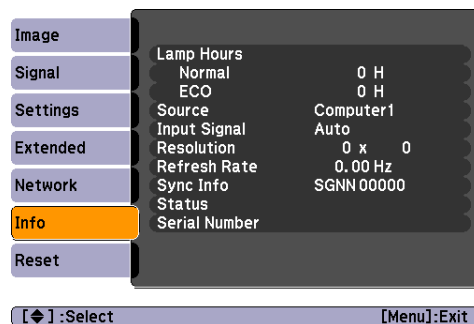 Image
Signal
Settings
Extended
Network
Info
Reset
Lamp Hours
Normal 0 H
ECO 0 H
Source Computer1
Input Signal Auto
Resolution 0 x 0
Refresh Rate 0.00 Hz
Sync Info SGNN 00000
Status
Serial Number
[◆] :Select [Menu]:Exit